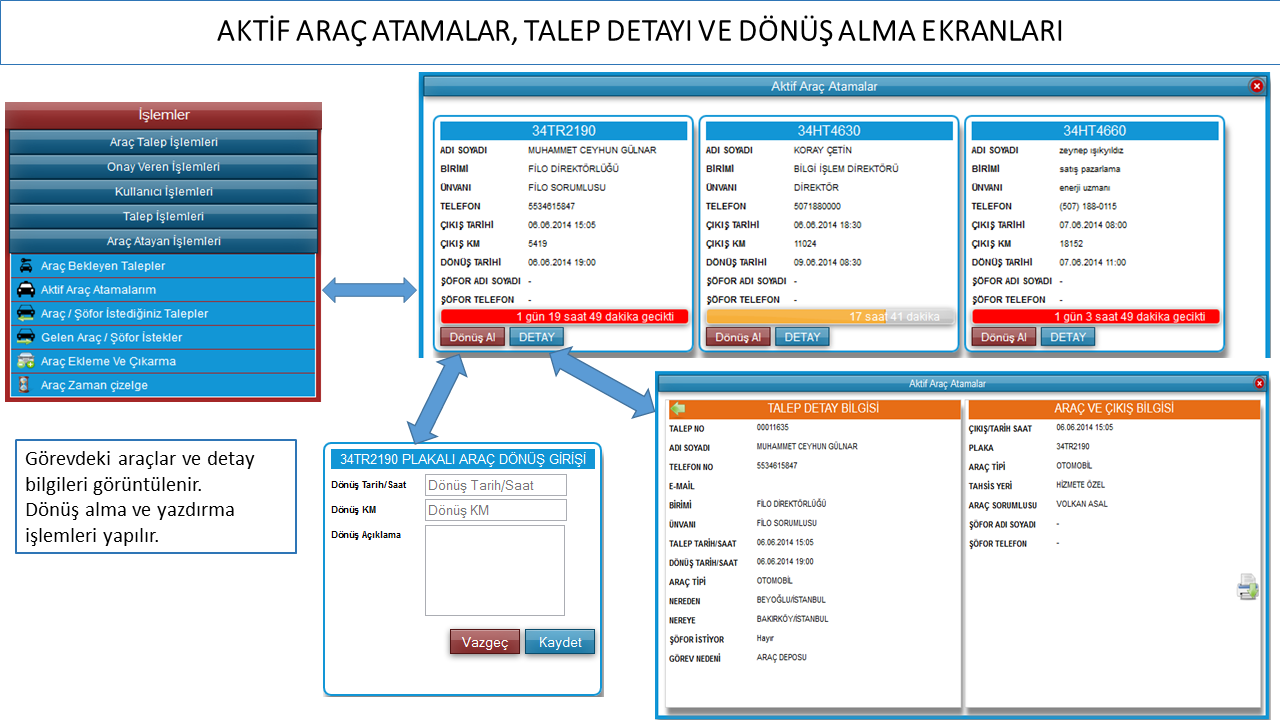 AKTİF ARAÇ ATAMALAR, TALEP DETAYI VE DÖNÜŞ ALMA EKRANLARI
İşlemler
Araç Talep İşlemleri
Onay Veren İşlemleri
Kullanıcı İşlemleri
Talep İşlemleri
Araç Atayan İşlemleri
Araç Bekleyen Talepler
Aktif Araç Atamalarım
Araç / Şöfor İstediğiniz Talepler
Gelen Araç / Şöfor İstekler
Araç Ekleme Ve Çıkarma
Araç Zaman çizelge
Görevdeki araçlar ve detay
bilgileri görüntülenir.
Dönüş alma ve yazdırma
işlemleri yapılır.
Aktif Araç Atamalar
34TR2190
ADI SOYADI MUHAMMET CEYHUN GÜLNAR
BİRİMİ FİLO DİREKTÖRLÜĞÜ
ÜNVANI FİLO SORUMLUSU
TELEFON 5534615847
ÇIKIŞ TARİHİ 06.06.2014 15:05
ÇIKIŞ KM 5419
DÖNÜŞ TARİHİ 06.06.2014 19:00
ŞÖFOR ADI SOYADI -
ŞÖFOR TELEFON -
1 gün 19 saat 49 dakika gecikti
Dönüş Al DETAY
34HT4630
ADI SOYADI KORAY ÇETİN
BİRİMİ BİLGİ İŞLEM DİREKTÖRÜ
ÜNVANI DİREKTÖR
TELEFON 5071880000
ÇIKIŞ TARİHİ 06.06.2014 18:30
ÇIKIŞ KM 11024
DÖNÜŞ TARİHİ 09.06.2014 08:30
ŞÖFOR ADI SOYADI -
ŞÖFOR TELEFON -
17 saat 41 dakika
Dönüş Al DETAY
34HT4660
ADI SOYADI zeynep ışıkyıldız
BİRİMİ satış pazarlama
ÜNVANI enerji uzmanı
TELEFON (507) 188-0115
ÇIKIŞ TARİHİ 07.06.2014 08:00
ÇIKIŞ KM 18152
DÖNÜŞ TARİHİ 07.06.2014 11:00
ŞÖFOR ADI SOYADI -
ŞÖFOR TELEFON -
1 gün 3 saat 49 dakika gecikti
Dönüş Al DETAY
34TR2190 PLAKALI ARAÇ DÖNÜŞ GİRİŞİ
Dönüş Tarih/Saat Dönüş Tarih/Saat
Dönüş KM Dönüş KM
Dönüş Açıklama
Vazgeç Kaydet
Aktif Araç Atamalar
TALEP DETAY BİLGİSİ
TALEP NO 00011635
ADI SOYADI MUHAMMET CEYHUN GÜLNAR
TELEFON NO 5534615847
E-MAİL
BİRİMİ FİLO DİREKTÖRLÜĞÜ
ÜNVANI FİLO SORUMLUSU
TALEP TARİH/SAAT 06.06.2014 15:05
DÖNÜŞ TARİH/SAAT 06.06.2014 19:00
ARAÇ TİPİ OTOMOBİL
NEREDEN BEYOĞLU/İSTANBUL
NEREYE BAKIRKÖY/İSTANBUL
ŞÖFOR İSTİYOR Hayır
GÖREV NEDENİ ARAÇ DEPOSU
ARAÇ VE ÇIKIŞ BİLGİSİ
ÇIKIŞ/TARİH SAAT 06.06.2014 15:05
PLAKA 34TR2190
ARAÇ TİPİ OTOMOBİL
TAHSİS YERİ HİZMETE ÖZEL
ARAÇ SORUMLUSU VOLKAN ASAL
ŞÖFOR ADI SOYADI -
ŞÖFOR TELEFON -